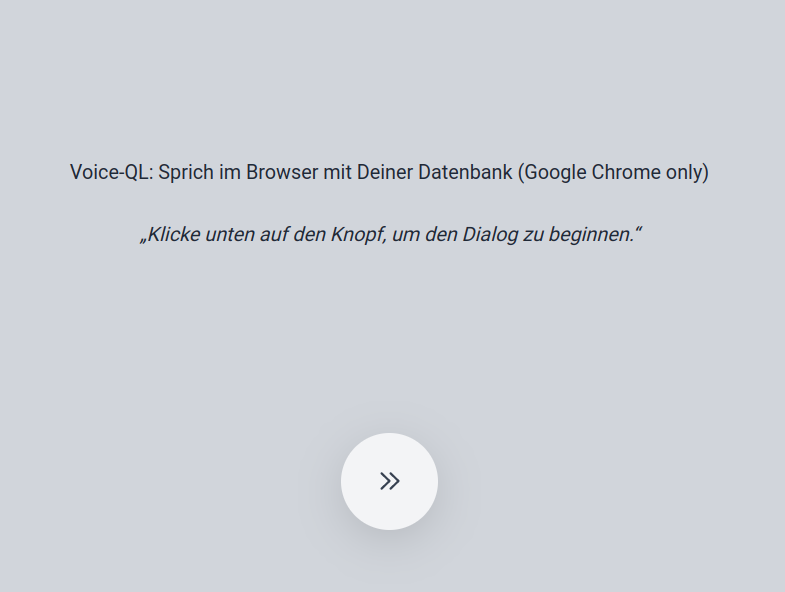 Voice-QL: Sprich im Browser mit Deiner Datenbank (Google Chrome only)
„Klicke unten auf den Knopf, um den Dialog zu beginnen.“